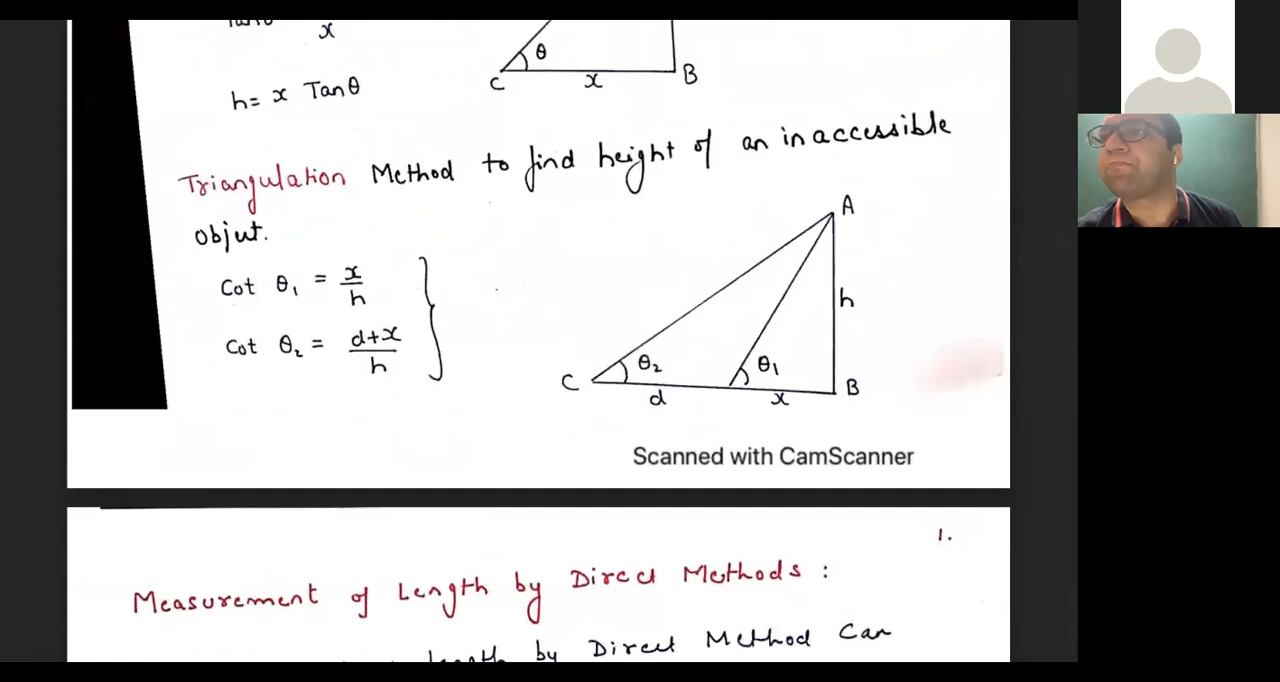 x
h= x Tanθ
θ
C
x
B
Triangulation Method to find height of an inaccessible
objut.
Cot θ₁ = x/h
Cot θ₂ = d+x/h
A
h
C
θ₂
θ₁
B
d
x
Scanned with CamScanner
1.
Measurement of Length by Direct Methods :
length by Direct Method Can